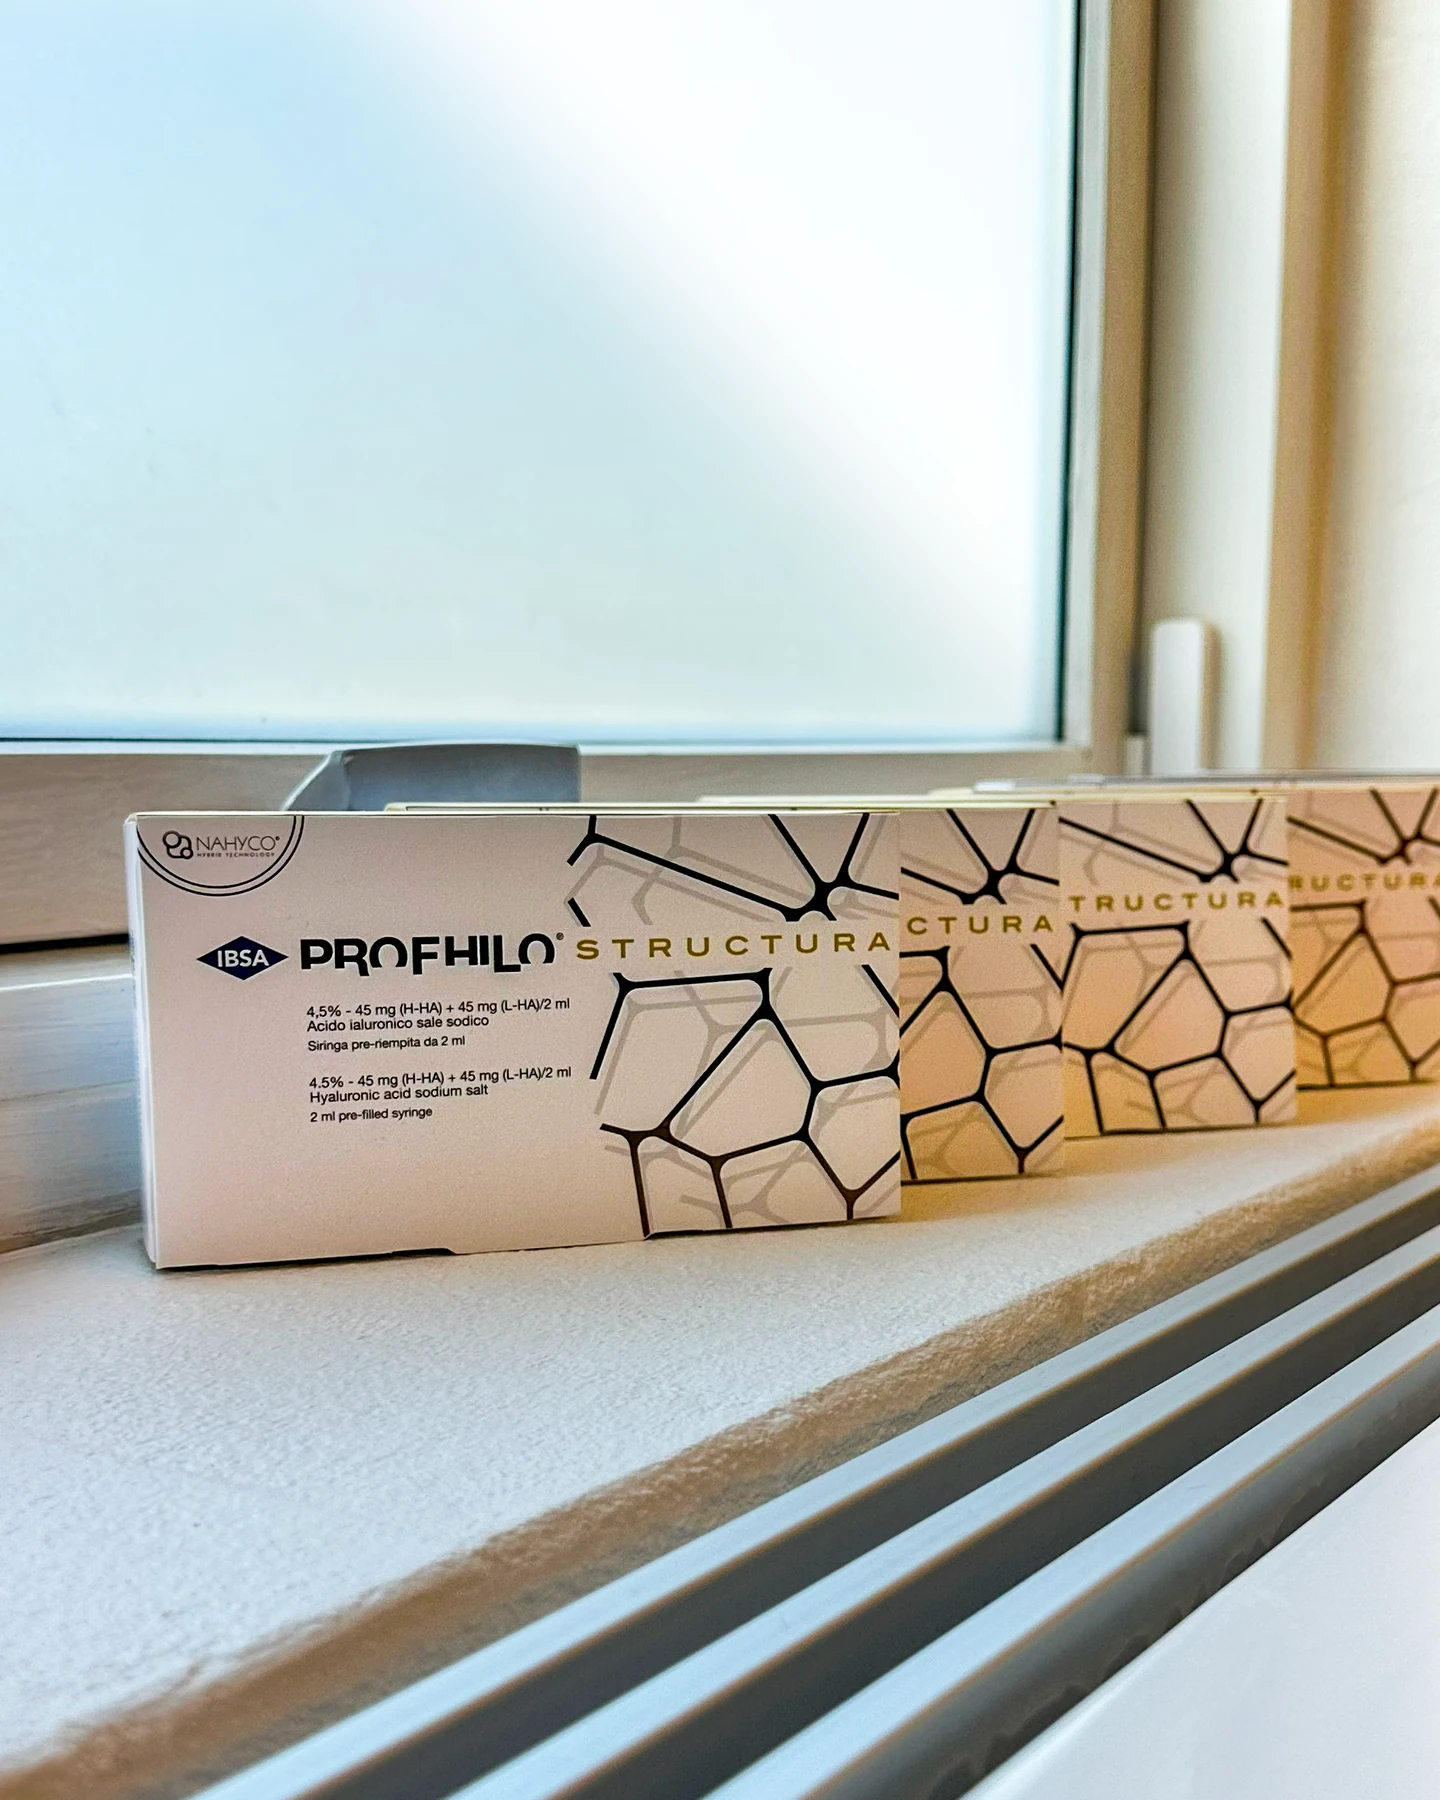 NAHYCO®
HYBRID TECHNOLOGY
IBSA PROFHILO® STRUCTURA
4,5% - 45 mg (H-HA) + 45 mg (L-HA)/2 ml
Acido ialuronico sale sodico
Siringa pre-riempita da 2 ml
4.5% - 45 mg (H-HA) + 45 mg (L-HA)/2 ml
Hyaluronic acid sodium salt
2 ml pre-filled syringe
CTURA
TRUCTURA
RUCTURA